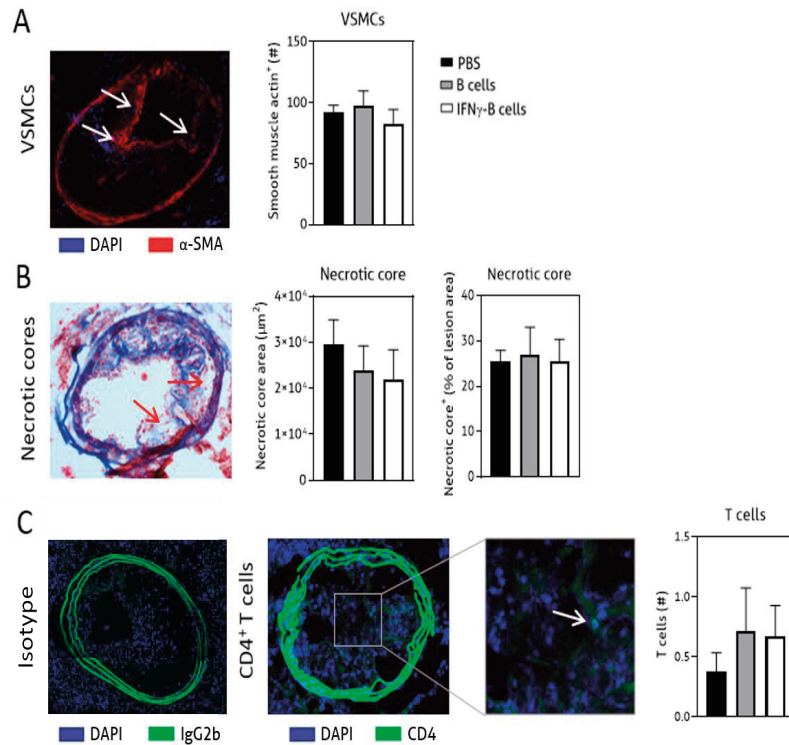 A
VSMCs
DAPI
α-SMA
VSMCs
Smooth muscle actin⁺ (#)
150
100
50
0
PBS
B cells
IFNγ-B cells
B
Necrotic cores
Necrotic core
Necrotic core area (μm²)
4×10⁴
3×10⁴
2×10⁴
1×10⁴
0
Necrotic core
Necrotic core⁺ (% of lesion area)
40
30
20
10
0
C
Isotype
DAPI
IgG2b
CD4⁺ T cells
DAPI
CD4
T cells
T cells (#)
1.5
1.0
0.5
0.0